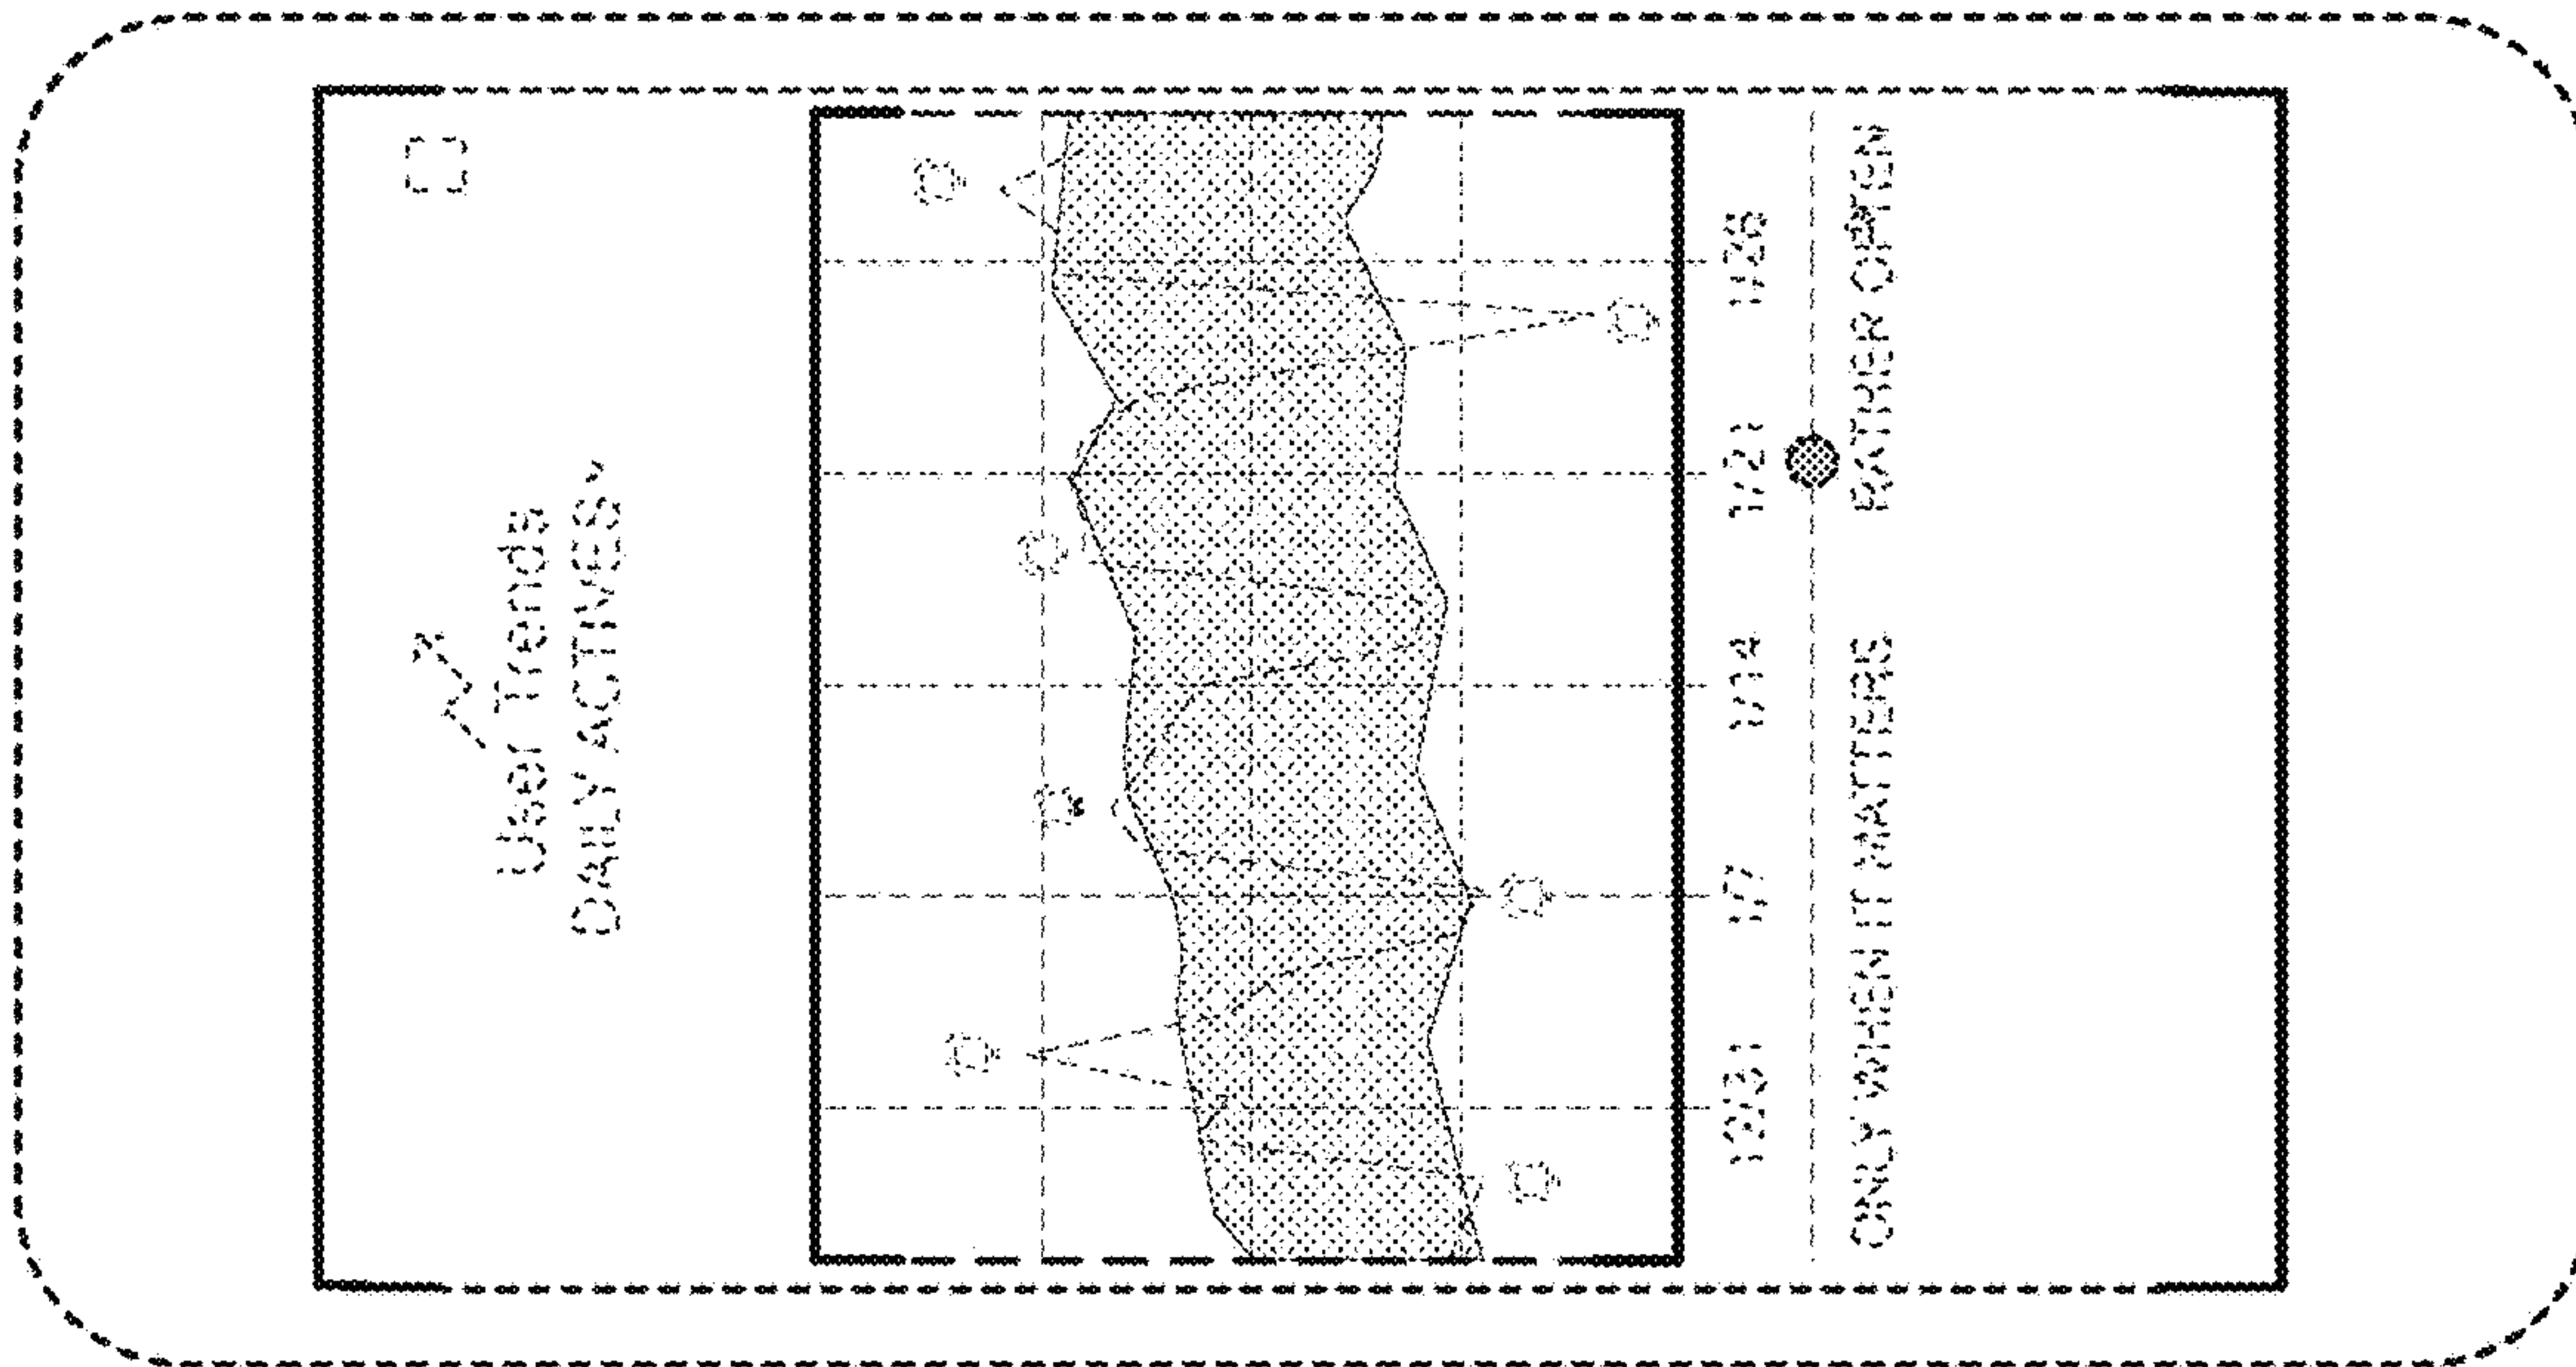 User Trends
DAILY ACTIVES
12/31 1/7 1/14 1/21 1/28
ONLY WHEN IT MATTERS RATHER OFTEN